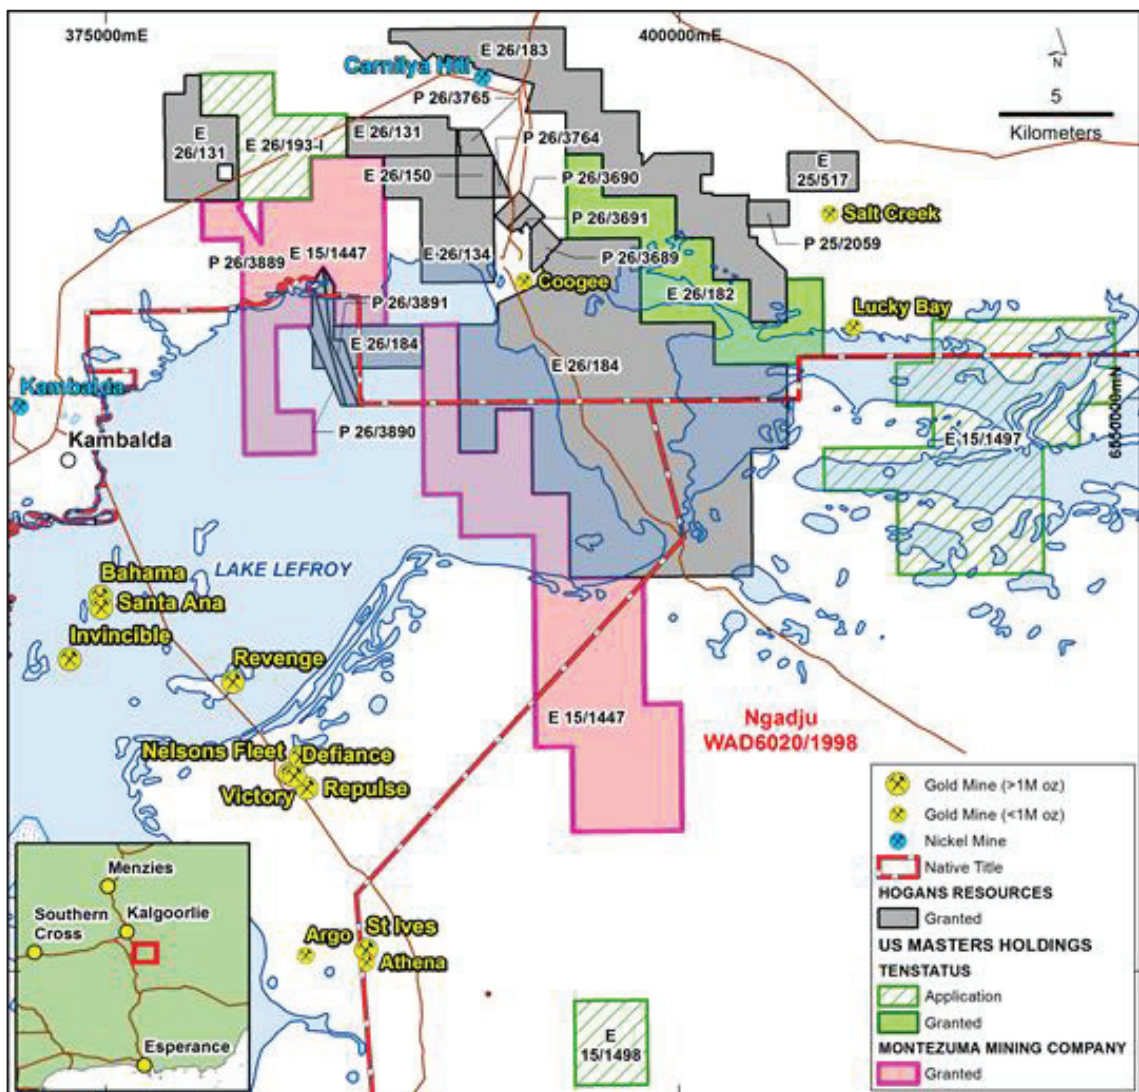 375000mE
400000mE
E 26/183
N
Carnilya Hill
P 26/3765
5
Kilometers
E 26/131
P 26/3764
E
26/131
E 26/193-I
E
25/517
E 26/150
P 26/3690
P 26/3691
Salt Creek
E 15/1447
P 26/3889
E 26/134
P 26/3689
P 25/2059
P 26/3891
Coogee
E 26/182
Lucky Bay
E 26/184
E 26/184
Kambalda
6550000mN
P 26/3890
E 15/1497
Kambalda
LAKE LEFROY
Bahama
Santa Ana
Invincible
Revenge
E 15/1447
Ngadju
WAD6020/1998
Nelsons Fleet
Defiance
Victory
Repulse
Argo
St Ives
Athena
E
15/1498
Menzies
Southern
Cross
Kalgoorlie
Esperance
Gold Mine (>1M oz)
Gold Mine (<1M oz)
Nickel Mine
Native Title
HOGANS RESOURCES
Granted
US MASTERS HOLDINGS
TENSTATUS
Application
Granted
MONTEZUMA MINING COMPANY
Granted